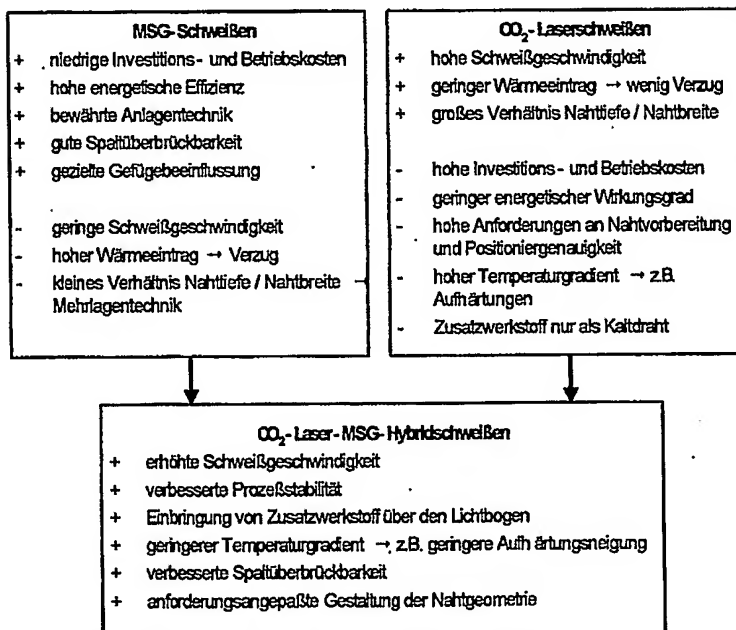 MSG-Schweißen
+ niedrige Investitions- und Betriebskosten
+ hohe energetische Effizienz
+ bewährte Anlagentechnik
+ gute Spaltüberbrückbarkeit
+ gezielte Gefügebeeinflussung
- geringe Schweißgeschwindigkeit
- hoher Wärmeeintrag → Verzug
- kleines Verhältnis Nahttiefe / Nahtbreite →
Mehrlagentechnik
CO₂-Laserschweißen
+ hohe Schweißgeschwindigkeit
+ geringer Wärmeeintrag → wenig Verzug
+ großes Verhältnis Nahttiefe / Nahtbreite
- hohe Investitions- und Betriebskosten
- geringer energetischer Wirkungsgrad
- hohe Anforderungen an Nahtvorbereitung
und Positioniergenauigkeit
- hoher Temperaturgradient → z.B.
Aufhärtungen
- Zusatzwerkstoff nur als Kaltdraht
CO₂-Laser-MSG-Hybridschweißen
+ erhöhte Schweißgeschwindigkeit
+ verbesserte Prozeßstabilität
+ Einbringung von Zusatzwerkstoff über den Lichtbogen
+ geringerer Temperaturgradient → z.B. geringere Aufh ärtungsneigung
+ verbesserte Spaltüberbrückbarkeit
+ anforderungsangepaßte Gestaltung der Nahtgeometrie